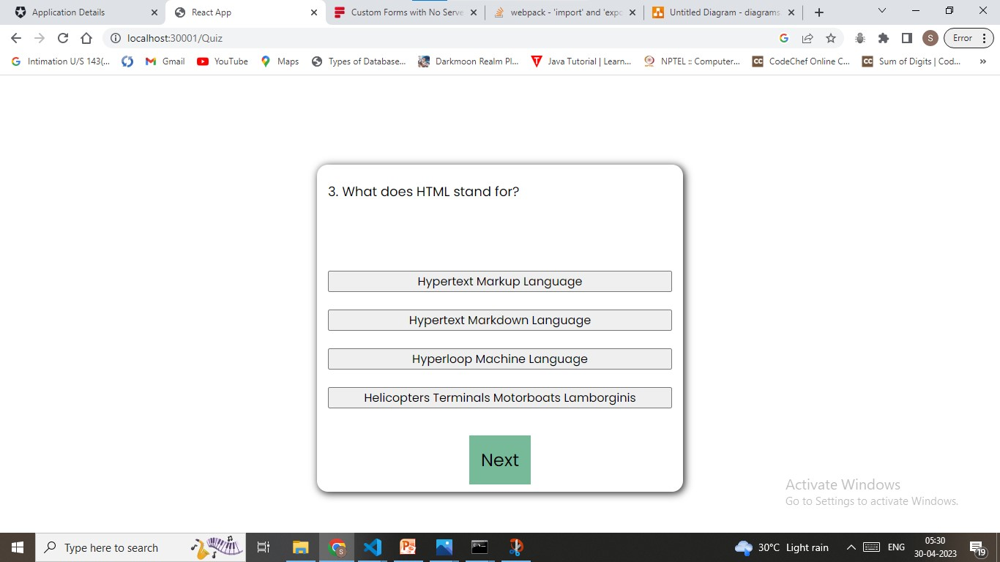 Application Details
React App
Custom Forms with No Serve
webpack - 'import' and 'expo
Untitled Diagram - diagrams
localhost:30001/Quiz
S
Error
Intimation U/S 143(...
Gmail
YouTube
Maps
Types of Database...
Darkmoon Realm Pl...
Java Tutorial | Learn...
NPTEL :: Computer...
CC
CodeChef Online C...
CC
Sum of Digits | Cod...
3. What does HTML stand for?
Hypertext Markup Language
Hypertext Markdown Language
Hyperloop Machine Language
Helicopters Terminals Motorboats Lamborginis
Next
Activate Windows
Go to Settings to activate Windows.
Type here to search
30°C Light rain
ENG
05:30
30-04-2023
19